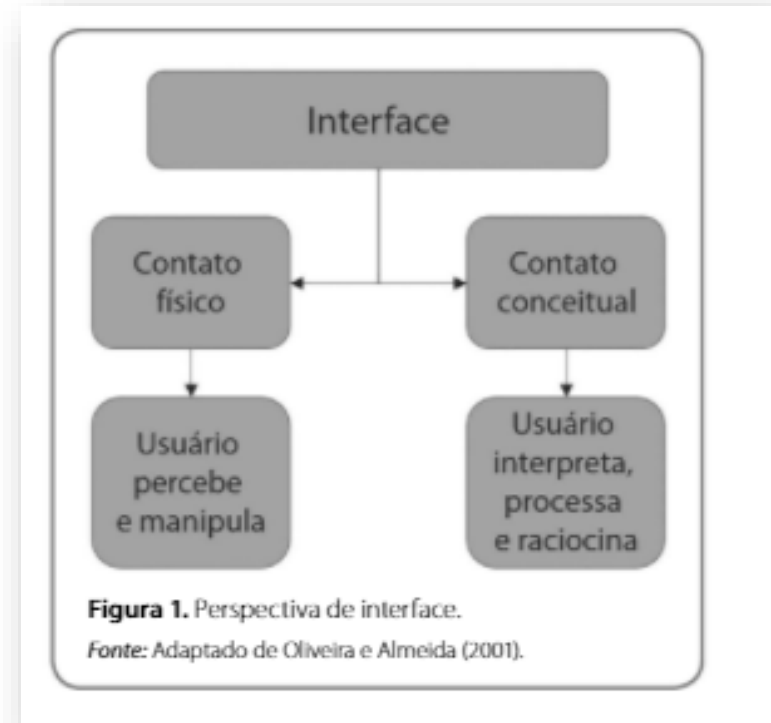 Interface
Contato
físico
Contato
conceitual
Usuário
percebe
e manipula
Usuário
interpreta,
processa
e raciocina
Figura 1. Perspectiva de interface.
Fonte: Adaptado de Oliveira e Almeida (2001).